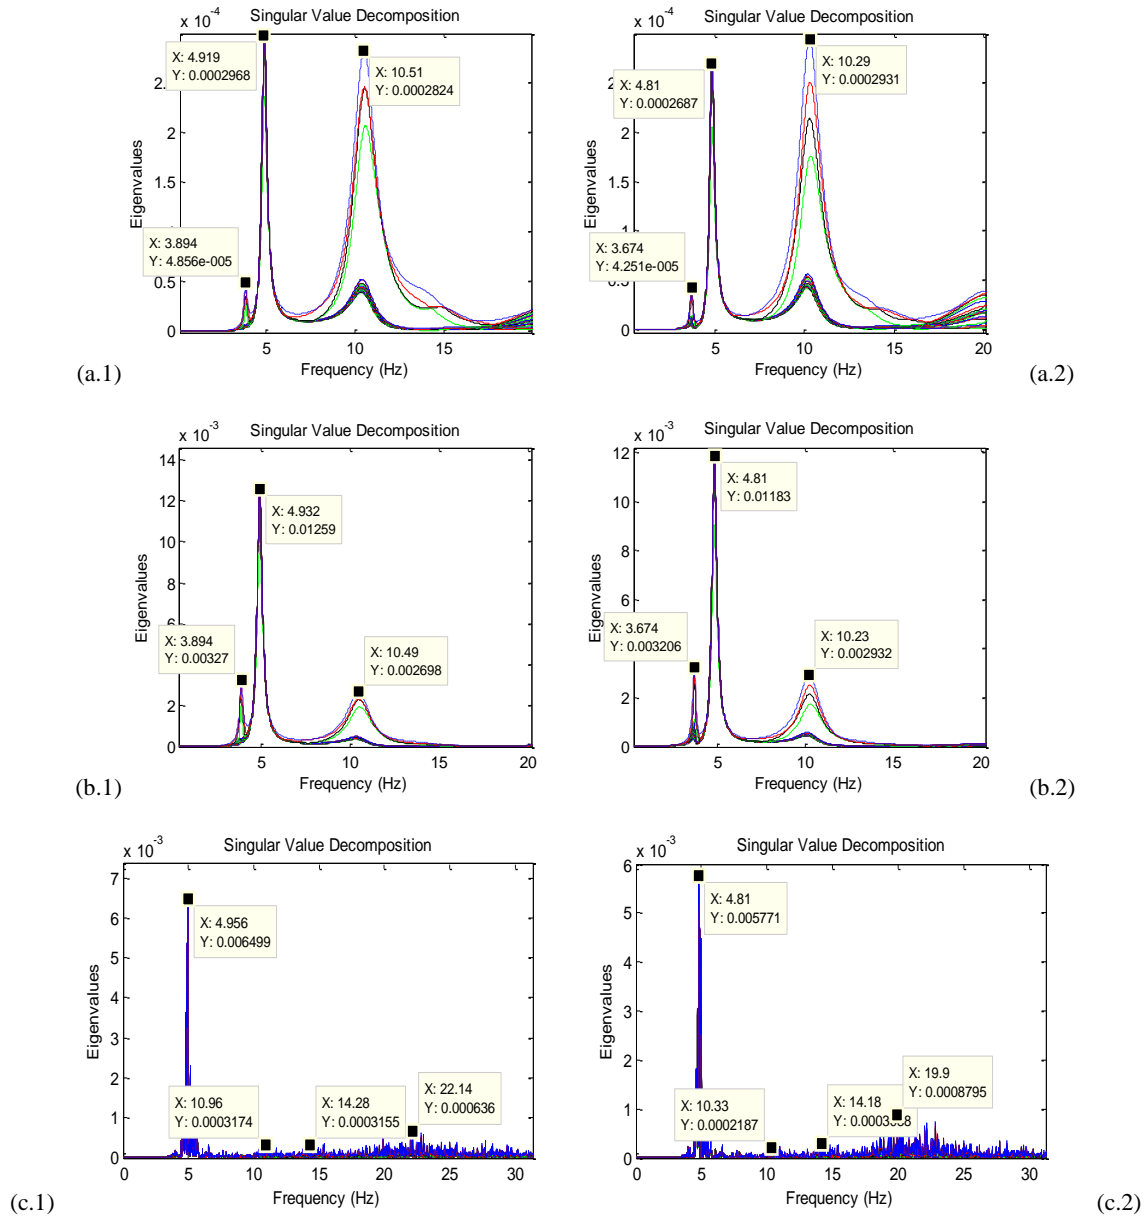 x 10-4
Singular Value Decomposition
X: 4.919
Y: 0.0002968
X: 10.51
Y: 0.0002824
X: 3.894
Y: 4.856e-005
Eigenvalues
2
1.5
0.5
0
5
10
15
Frequency (Hz)
(a.1)
x 10-4
Singular Value Decomposition
X: 4.81
Y: 0.0002687
X: 10.29
Y: 0.0002931
X: 3.674
Y: 4.251e-005
Eigenvalues
2
1.5
0.5
0
5
10
15
20
Frequency (Hz)
(a.2)
x 10-3
Singular Value Decomposition
X: 4.932
Y: 0.01259
X: 3.894
Y: 0.00327
X: 10.49
Y: 0.002698
Eigenvalues
14
12
10
8
6
2
0
5
10
15
20
Frequency (Hz)
(b.1)
x 10-3
Singular Value Decomposition
X: 4.81
Y: 0.01183
X: 3.674
Y: 0.003206
X: 10.23
Y: 0.002932
Eigenvalues
12
10
8
6
2
0
5
10
15
20
Frequency (Hz)
(b.2)
x 10-3
Singular Value Decomposition
X: 4.956
Y: 0.006499
X: 10.96
Y: 0.0003174
X: 14.28
Y: 0.0003155
X: 22.14
Y: 0.000636
Eigenvalues
7
6
5
4
3
2
1
0
0
5
10
15
20
25
30
Frequency (Hz)
(c.1)
x 10-3
Singular Value Decomposition
X: 4.81
Y: 0.005771
X: 10.33
Y: 0.0002187
X: 14.18
X: 19.9
Y: 0.0008795
Eigenvalues
6
5
4
3
2
1
0
0
5
10
15
20
25
30
Frequency (Hz)
(c.2)